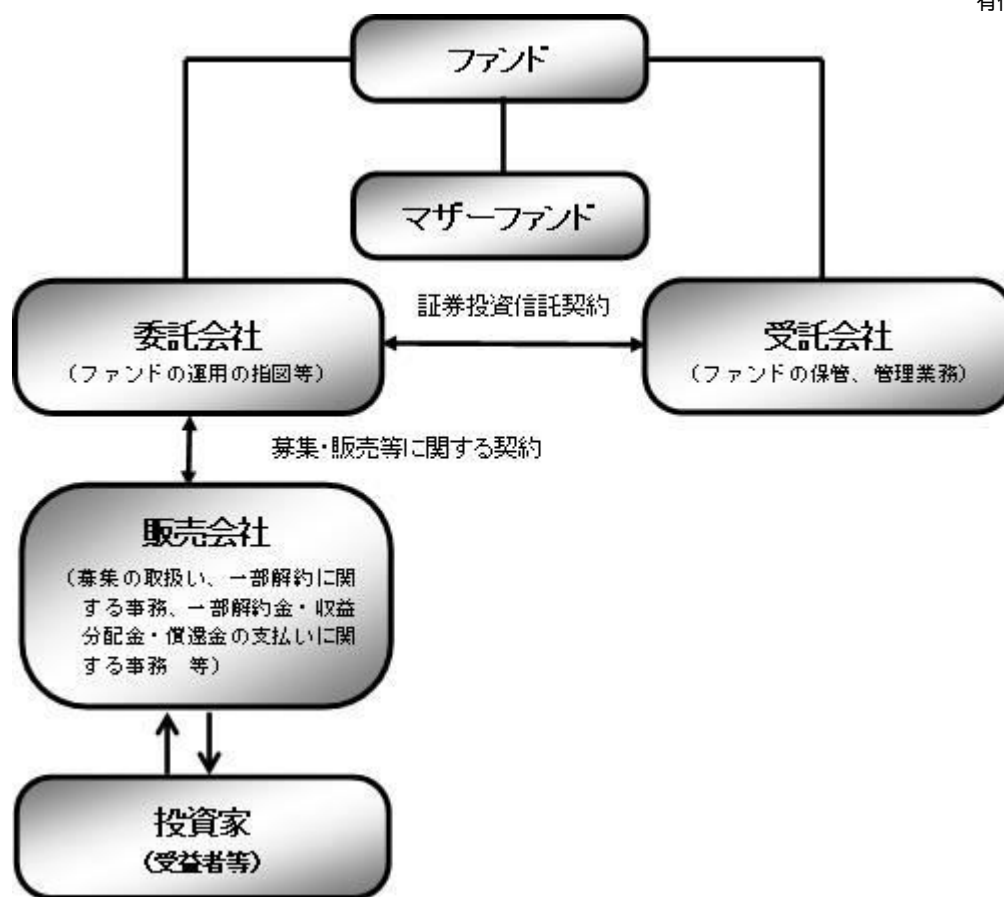 ファンド
マザーファンド
証券投資信託契約
委託会社
(ファンドの運用の指図等)
受託会社
(ファンドの保管、管理業務)
募集・販売等に関する契約
販売会社
(募集の取扱い、一部解約に関
する事務、一部解約金・収益
分配金・償還金の支払いに関
する事務 等)
投資家
(受益者等)